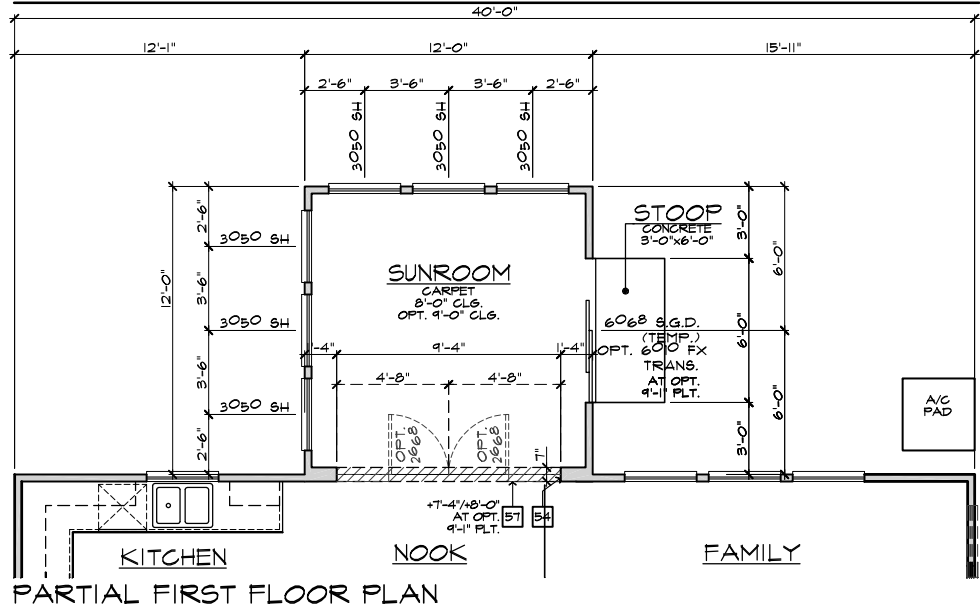 40'-0"
12'-1"
12'-0"
15'-11"
2'-6"
3'-6"
3'-6"
2'-6"
3050 SH
3050 SH
3050 SH
12'-0"
2'-6"
3'-6"
3'-6"
2'-6"
3050 SH
3050 SH
3050 SH
SUNROOM
CARPET
8'-0" CLG.
OPT. 9'-0" CLG.
STOOP
CONCRETE
3'-0"x6'-0"
3'-0"
6'-0"
3'-0"
6'-0"
6'-0"
6068 S.G.D.
(TEMP.)
OPT. 6010 FX
TRANS.
AT OPT.
9'-1" PLT.
1'-4"
9'-4"
1'-4"
4'-8"
4'-8"
OPT.
2668
OPT.
2668
7"
A/C
PAD
+7'-4"/+8'-0"
AT OPT.
9'-1" PLT.
57
54
KITCHEN
NOOK
FAMILY
PARTIAL FIRST FLOOR PLAN